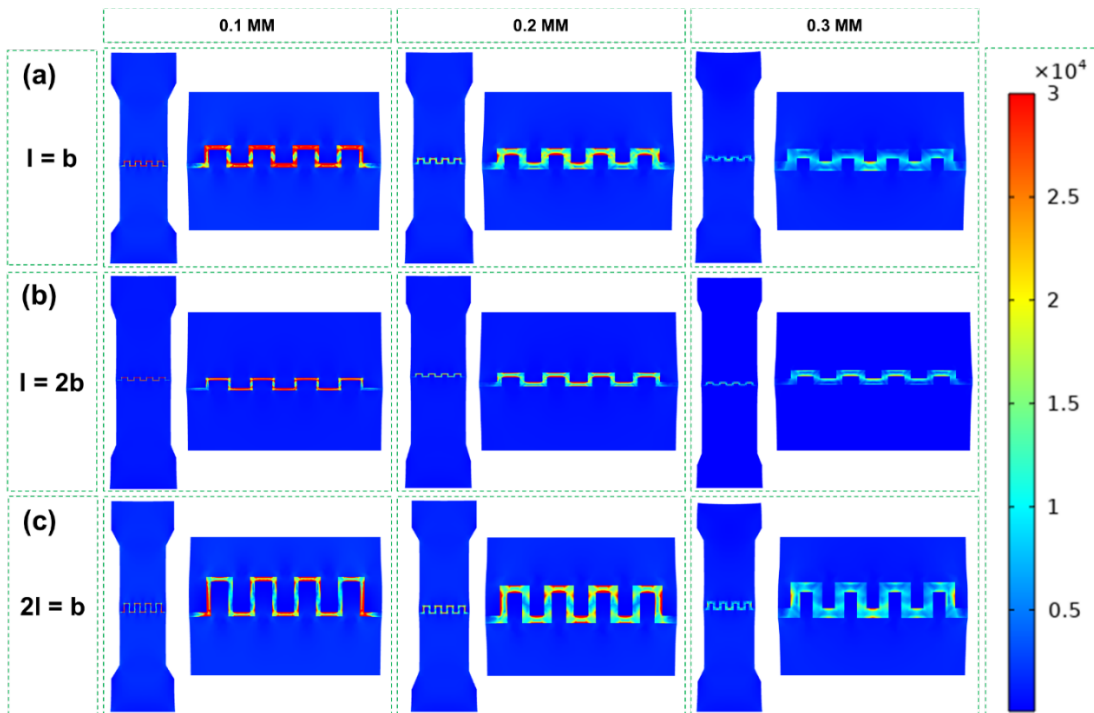 0.1 MM
0.2 MM
0.3 MM
(a)
l = b
×10⁴
3
2.5
2
1.5
1
0.5
(b)
l = 2b
(c)
2l = b